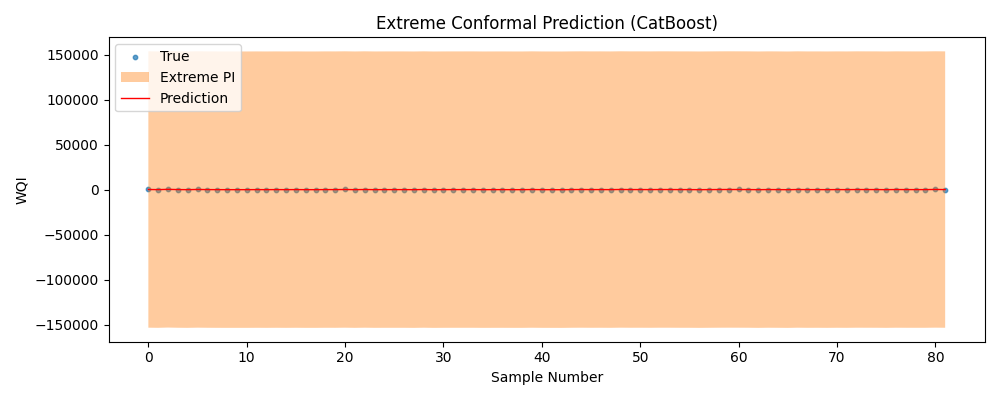 Extreme Conformal Prediction (CatBoost)
True
Extreme PI
Prediction
150000
100000
50000
0
−50000
−100000
−150000
WQI
0 10 20 30 40 50 60 70 80
Sample Number